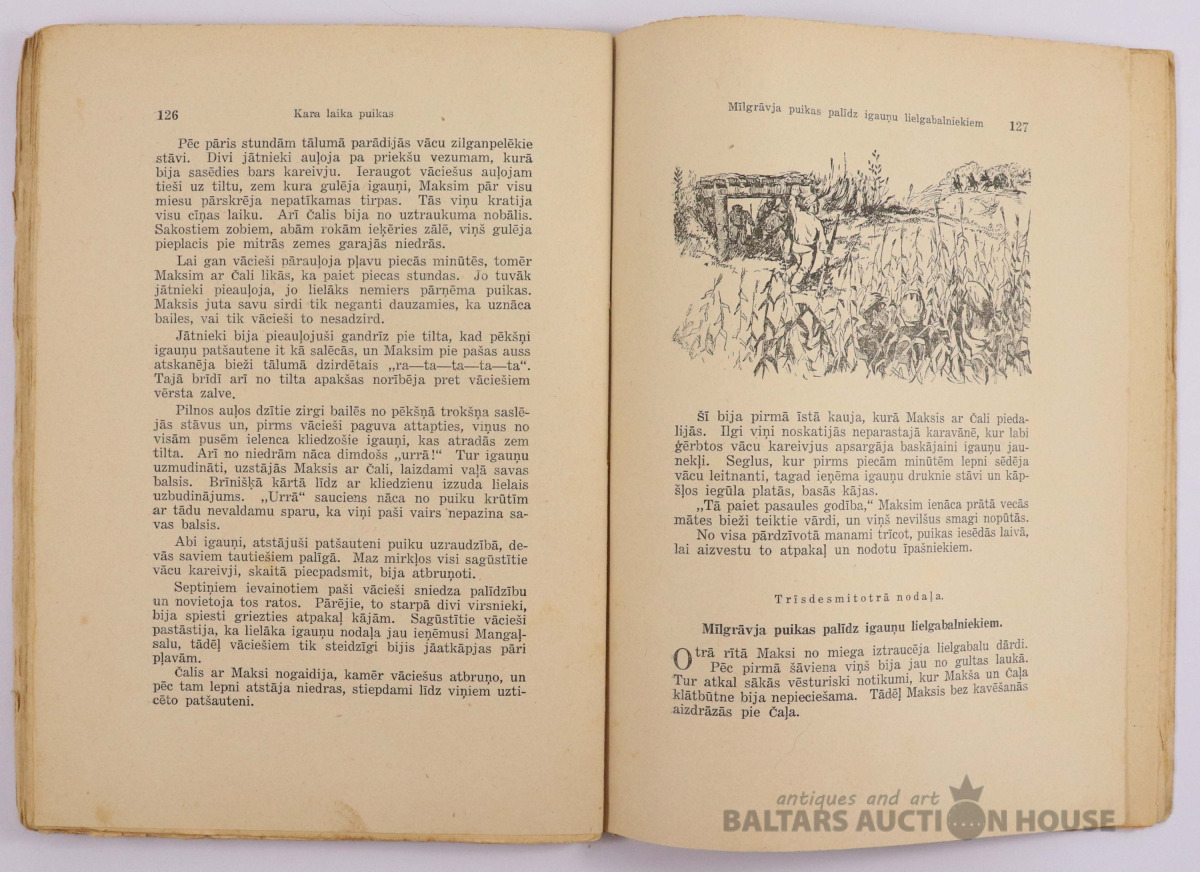 126
Kara laika puikas
Pēc pāris stundām tālumā parādijās vācu zilganpelēkie
stāvi. Divi jātnieki auļoja pa priekšu vezumam, kurā
bija sasēdies bars kareivju. Ieraugot vāciešus auļojam
tieši uz tiltu, zem kura gulēja igauņi, Maksim pār visu
miesu pārskrēja nepatīkamas tirpas. Tās viņu kratija
visu cīņas laiku. Arī Čalis bija no uztraukuma nobālis.
Sakostiem zobiem, abām rokām ieķēries zālē, viņš gulēja
pieplacis pie mitrās zemes garajās niedrās.
Lai gan vācieši pārauļoja pļavu piecās minūtēs, tomēr
Maksim ar Čali likās, ka paiet piecas stundas. Jo tuvāk
jātnieki pieauļoja, jo lielāks nemiers pārņēma puikas.
Maksis juta savu sirdi tik neganti dauzamies, ka uznāca
bailes, vai tik vācieši to nesadzird.
Jātnieki bija pieauļojuši gandrīz pie tilta, kad pēkšņi
igauņu patšautene it kā salēcās, un Maksim pie pašas auss
atskanēja bieži tālumā dzirdētais „ra—ta—ta—ta—ta“.
Tajā brīdī arī no tilta apakšas norībēja pret vāciešiem
vērsta zalve.
Pilnos auļos dzītie zirgi bailēs no pēkšņā trokšņa saslē-
jās stāvus un, pirms vācieši paguva attapties, viņus no
visām pusēm ielenca kliedzošie igauņi, kas atradās zem
tilta. Arī no niedrām nāca dimdošs „urrā!“ Tur igauņu
uzmudināti, uzstājās Maksis ar Čali, laizdami vaļā savas
balsis. Brīnišķā kārtā līdz ar kliedzienu izzuda lielais
uzbudinājums. „Urrā“ sauciens nāca no puiku krūtīm
ar tādu nevaldamu sparu, ka viņi paši vairs nepazina sa-
vas balsis.
Abi igauņi, atstājuši patšauteni puiku uzraudzībā, de-
vās saviem tautiešiem palīgā. Maz mirkļos visi sagūstītie
vācu kareivji, skaitā piecpadsmit, bija atbruņoti.
Septiņiem ievainotiem paši vācieši sniedza palīdzību
un novietoja tos ratos. Pārējie, to starpā divi virsnieki,
bija spiesti griezties atpakaļ kājām. Sagūstītie vācieši
pastāstija, ka lielāka igauņu nodaļa jau ieņēmusi Mangaļ-
salu, tādēļ vāciešiem tik steidzīgi bijis jāatkāpjas pāri
pļavām.
Čalis ar Maksi nogaidija, kamēr vāciešus atbruņo, un
pēc tam lepni atstāja niedras, stiepdami līdz viņiem uzti-
cēto patšauteni.
Mīlgrāvja puikas palīdz igauņu lielgabalniekiem
127
Šī bija pirmā īstā kauja, kurā Maksis ar Čali pieda-
lijās. Ilgi viņi noskatijās neparastajā karavānē, kur labi
ģērbtos vācu kareivjus apsargāja baskājaini igauņu jau-
nekļi. Seglus, kur pirms piecām minūtēm lepni sēdēja
vācu leitnanti, tagad ieņēma igauņu druknie stāvi un kāp-
šļos iegūla platās, basās kājas.
„Tā paiet pasaules godība,“ Maksim ienāca prātā vecās
mātes bieži teiktie vārdi, un viņš nevilšus smagi nopūtās.
No visa pārdzīvotā manami trīcot, puikas iesēdās laivā,
lai aizvestu to atpakaļ un nodotu īpašniekiem.
Trīsdesmitotrā nodaļa.
Mīlgrāvja puikas palīdz igauņu lielgabalniekiem.
Otrā rītā Maksi no miega iztraucēja lielgabalu dārdi.
Pēc pirmā šāviena viņš bija jau no gultas laukā.
Tur atkal sākās vēsturiski notikumi, kur Makša un Čaļa
klātbūtne bija nepieciešama. Tādēļ Maksis bez kavēšanās
aizdrāzās pie Čaļa.
antiques and art
BALTARS AUCTION HOUSE